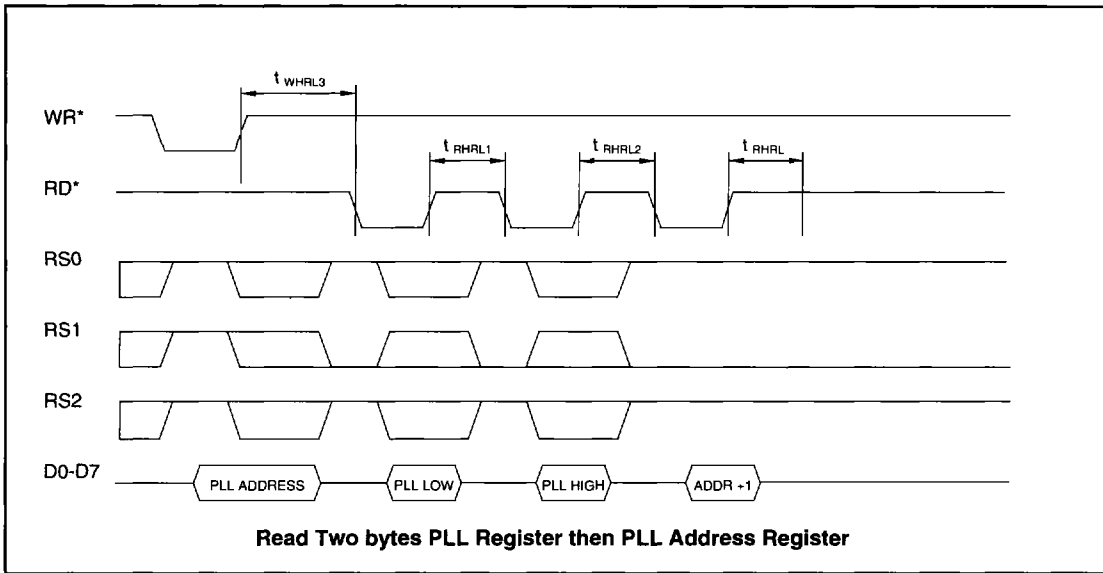 t WHRL3
WR*
t RHRL1
t RHRL2
t RHRL
RD*
RS0
RS1
RS2
D0-D7
PLL ADDRESS
PLL LOW
PLL HIGH
ADDR +1
Read Two bytes PLL Register then PLL Address Register